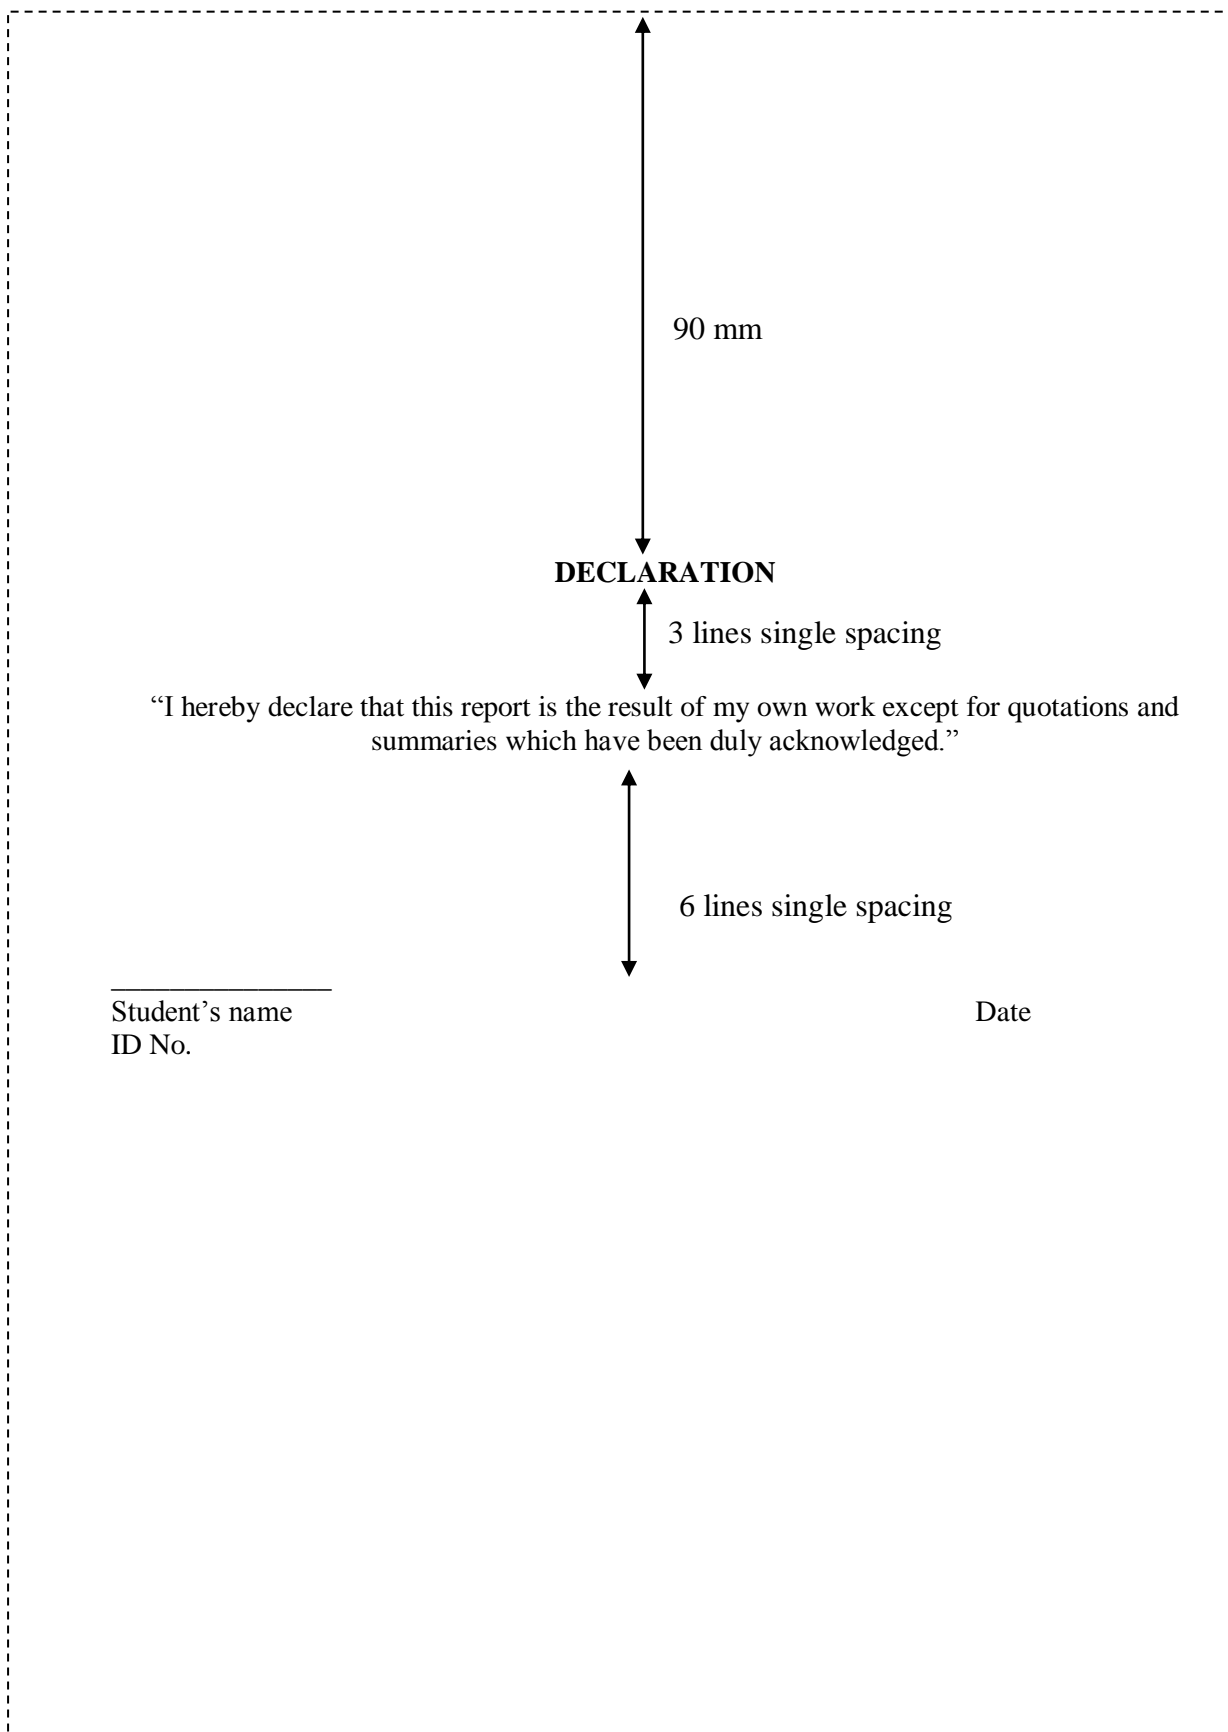 90 mm
DECLARATION
3 lines single spacing
“I hereby declare that this report is the result of my own work except for quotations and
summaries which have been duly acknowledged.”
6 lines single spacing
_______________
Student’s name Date
ID No.